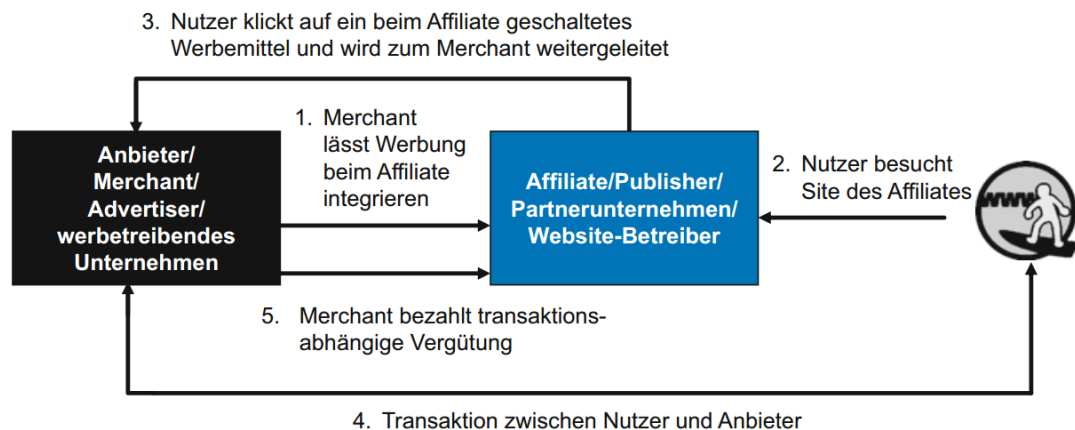 3. Nutzer klickt auf ein beim Affiliate geschaltetes
Werbemittel und wird zum Merchant weitergeleitet
1. Merchant
lässt Werbung
beim Affiliate
integrieren
Anbieter/
Merchant/
Advertiser/
werbetreibendes
Unternehmen
Affiliate/Publisher/
Partnerunternehmen/
Website-Betreiber
2. Nutzer besucht
Site des Affiliates
www
5. Merchant bezahlt transaktions-
abhängige Vergütung
4. Transaktion zwischen Nutzer und Anbieter